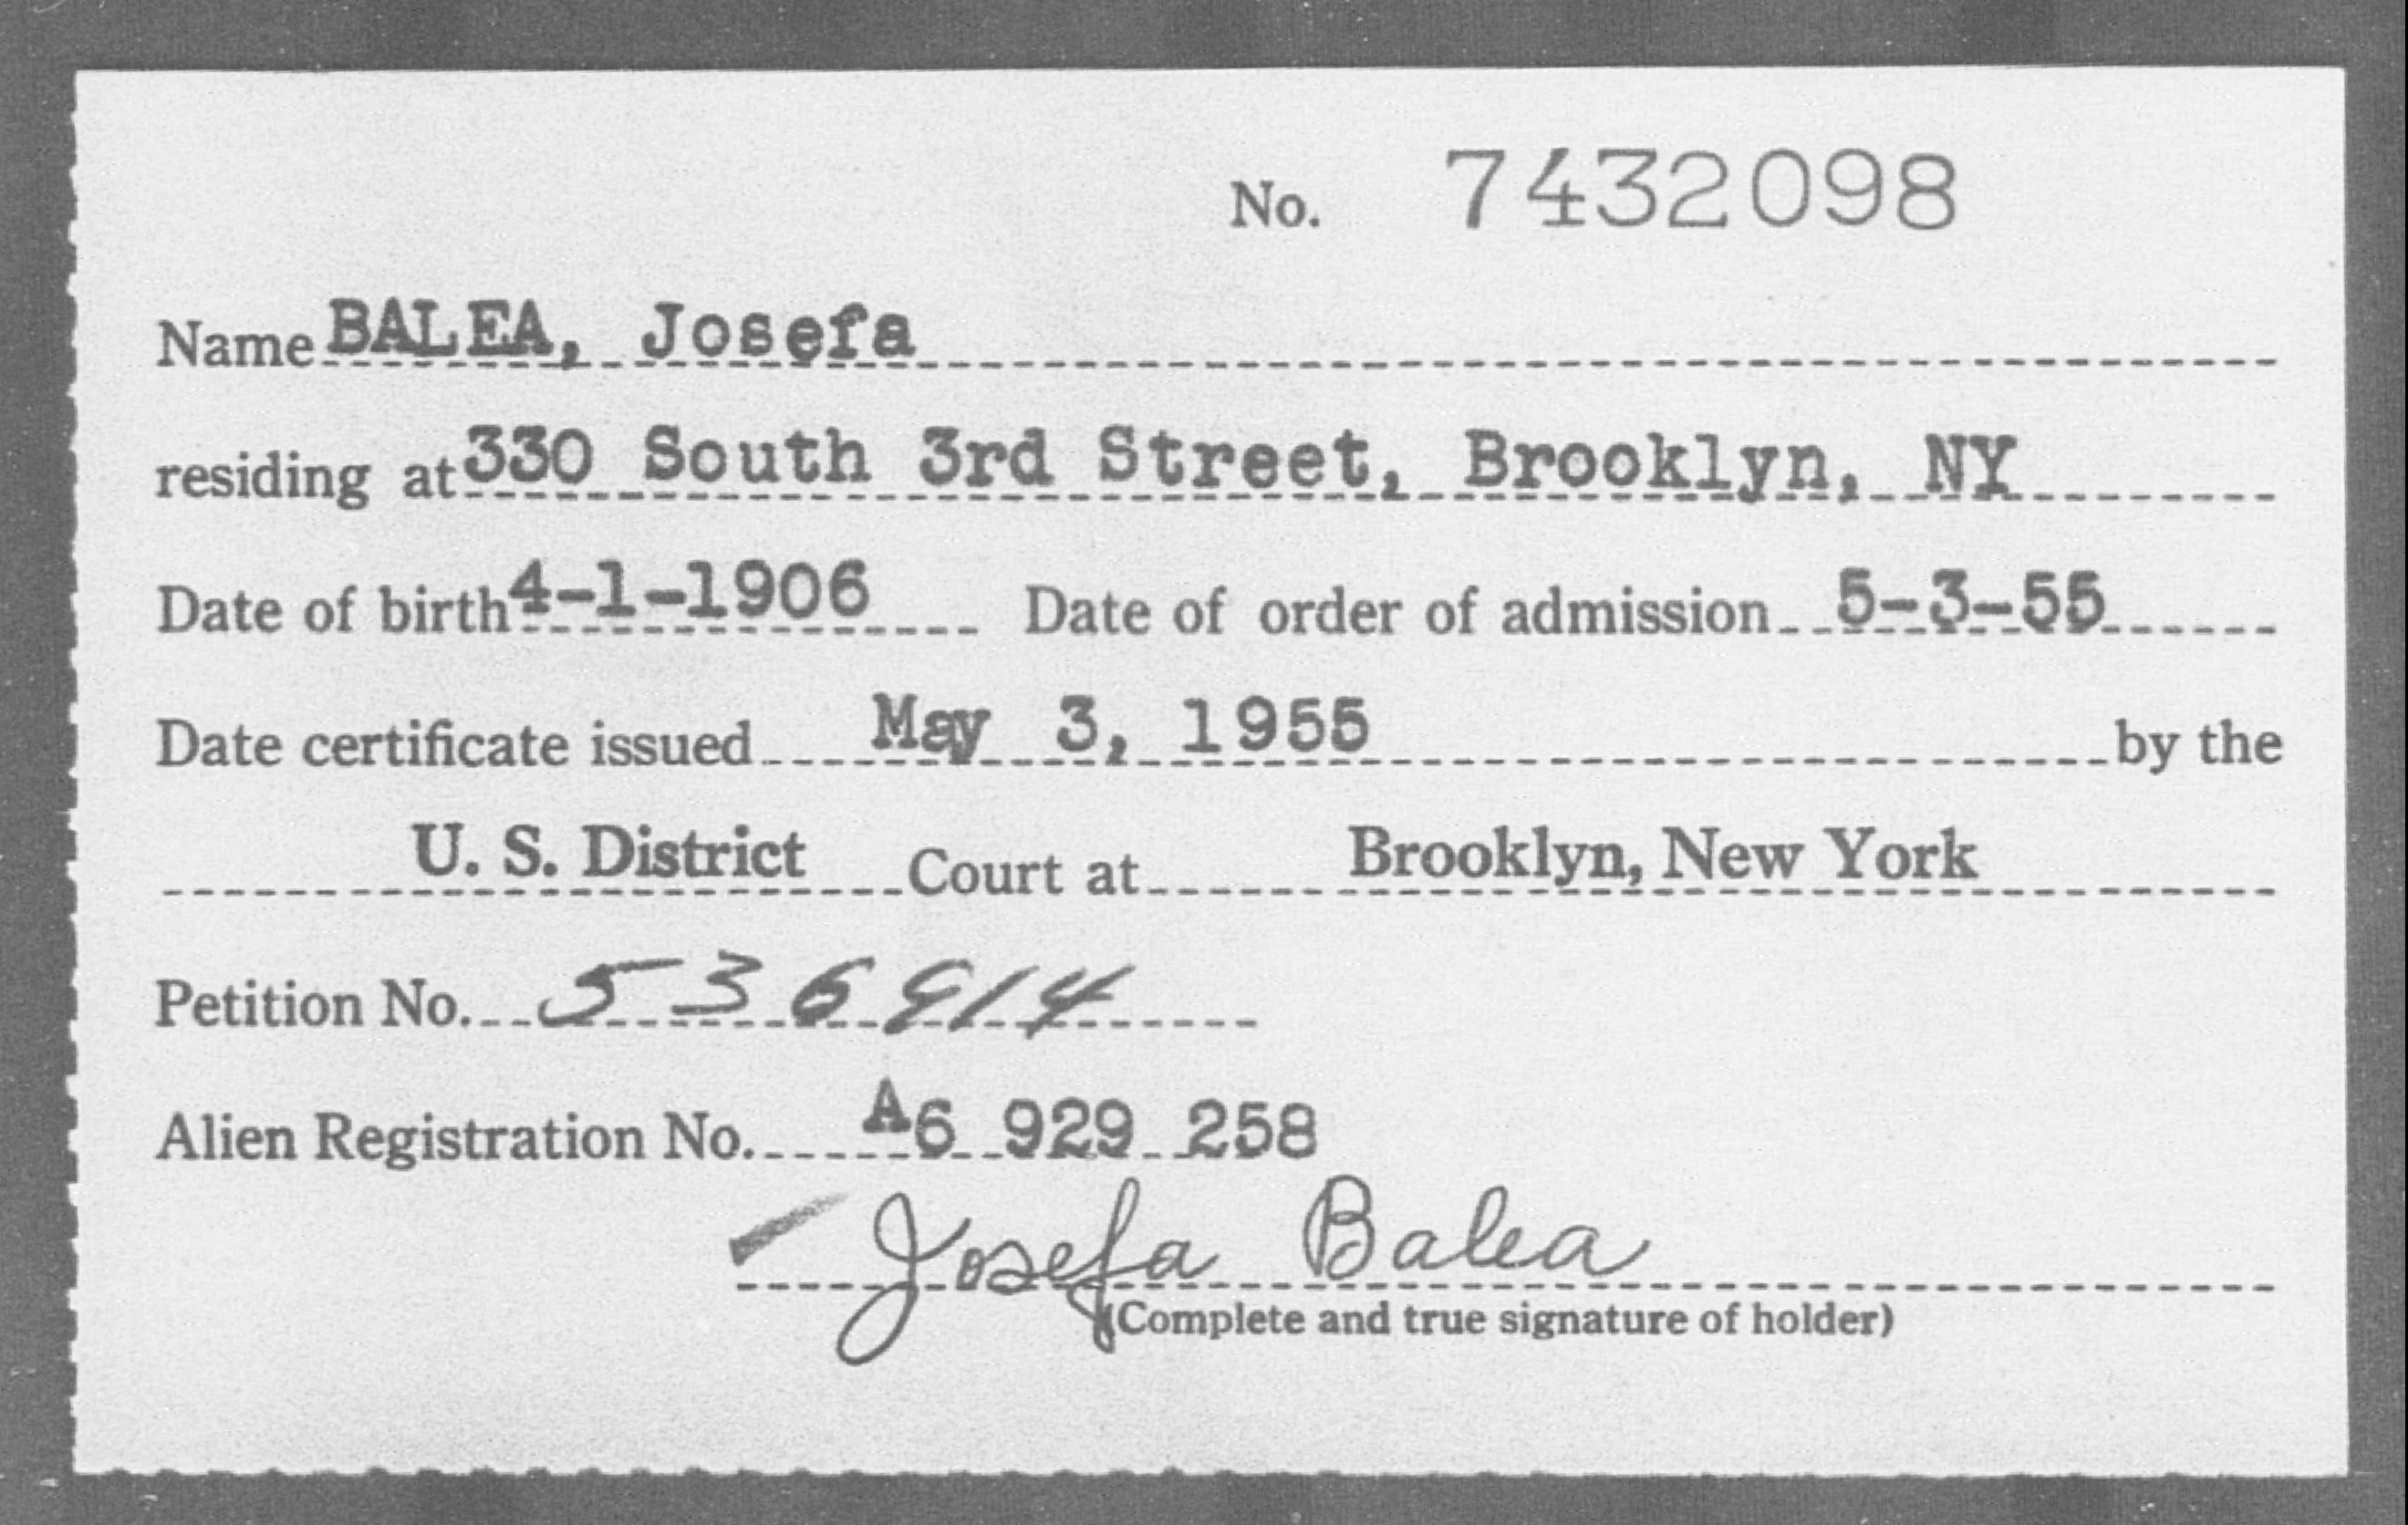 No. 7432098
Name BALEA, Josefa
residing at 330 South 3rd Street, Brooklyn, NY
Date of birth 4-1-1906 Date of order of admission 5-3-55
Date certificate issued May 3, 1955 by the
U. S. District Court at Brooklyn, New York
Petition No. 536914
Alien Registration No. A6 929 258
Josefa Balea
(Complete and true signature of holder)